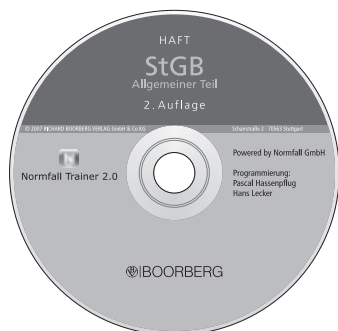 HAFT
StGB
Allgemeiner Teil
2. Auflage
© 2007 RICHARD BOORBERG VERLAG GmbH & Co KG Scharrstraße 2 · 70563 Stuttgart
N
Normfall Trainer 2.0
Powered by Normfall GmbH
Programmierung:
Pascal Hassenpflug
Hans Lecker
BOORBERG